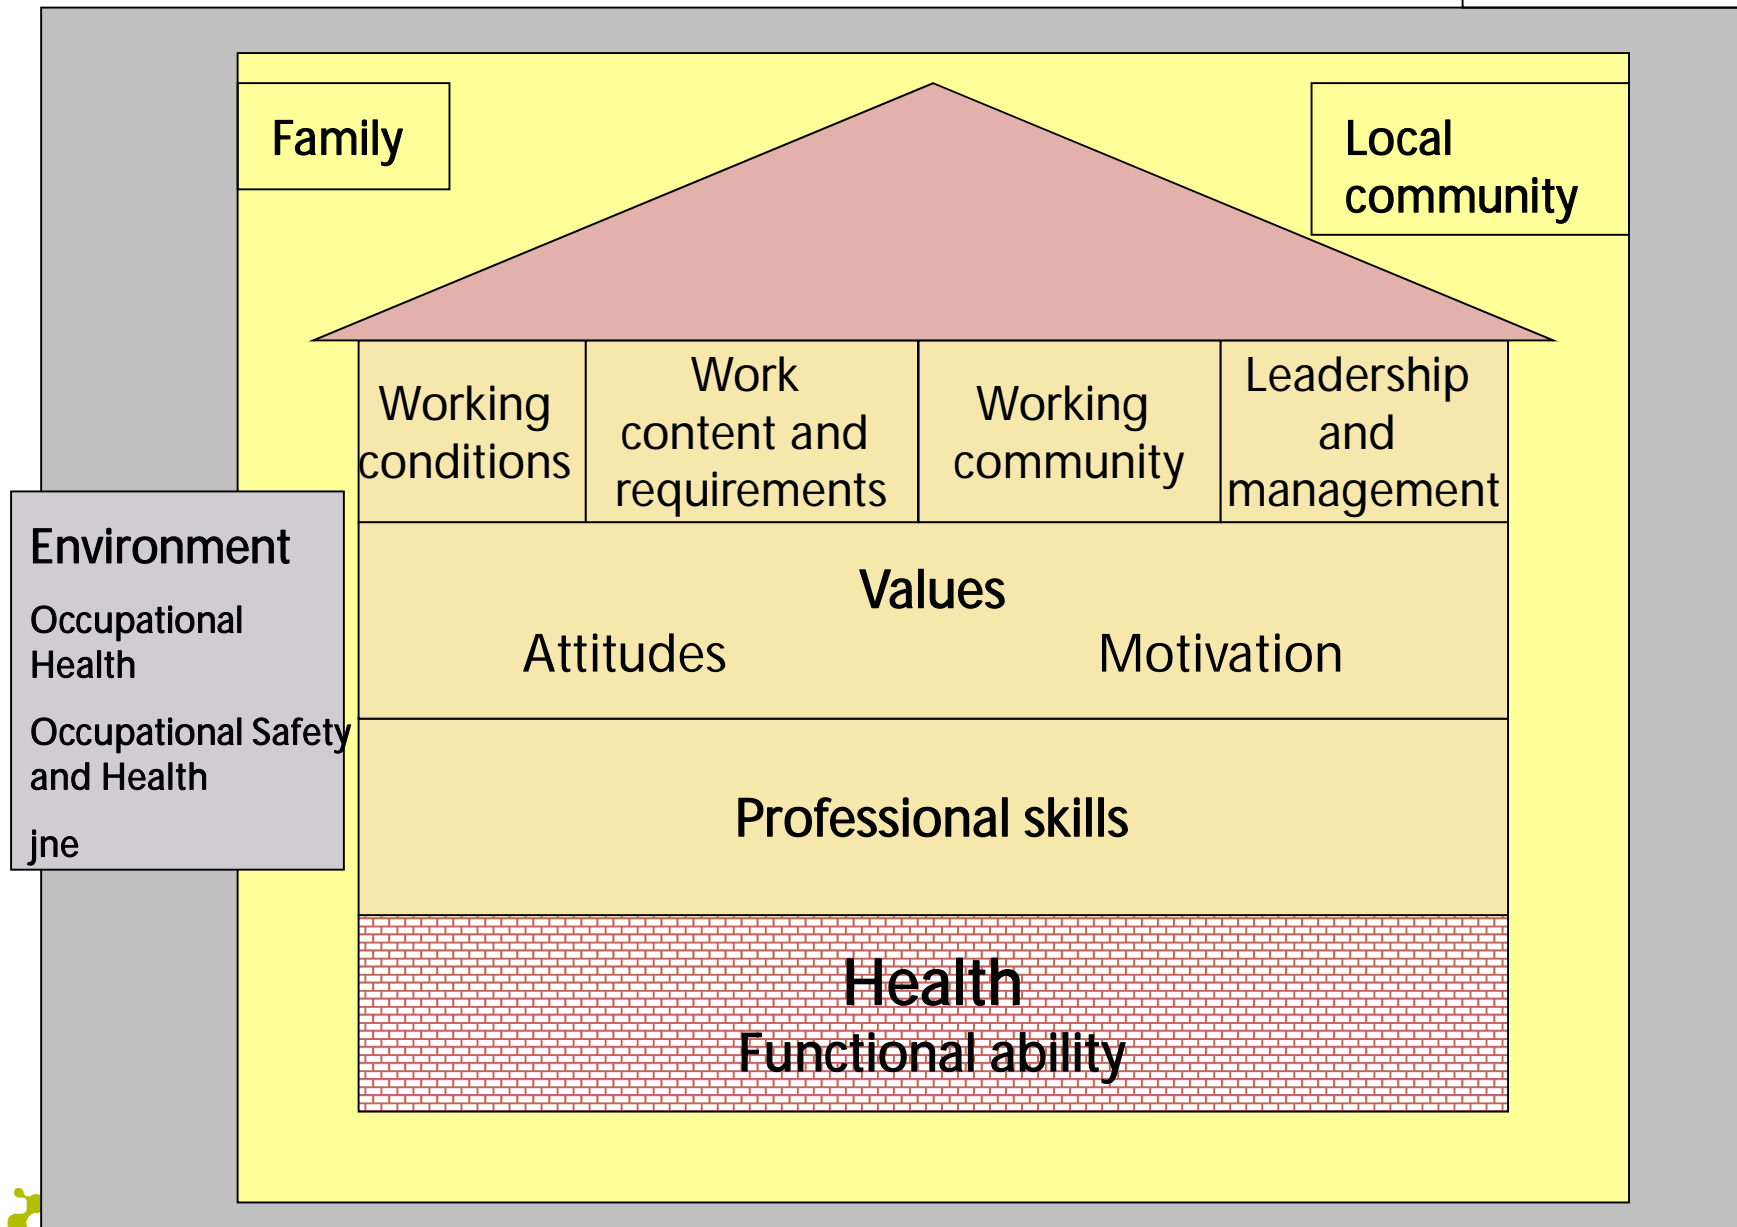 Family
Local
community
Working
conditions
Work
content and
requirements
Working
community
Leadership
and
management
Environment
Occupational
Health
Occupational Safety
and Health
jne
Values
Attitudes
Motivation
Professional skills
Health
Functional ability